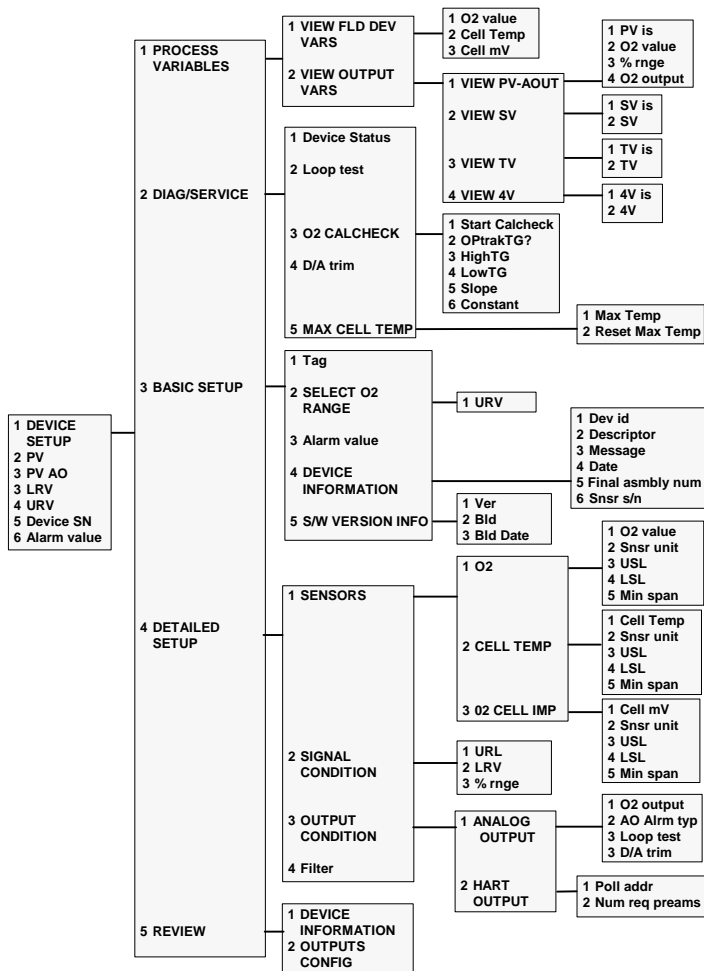 1 DEVICE
SETUP
2 PV
3 PV AO
4 LRV
4 URV
5 Device SN
6 Alarm value
1 PROCESS
VARIABLES
2 DIAG/SERVICE
3 BASIC SETUP
4 DETAILED
SETUP
5 REVIEW
1 VIEW FLD DEV
VARS
2 VIEW OUTPUT
VARS
1 O2 value
2 Cell Temp
3 Cell mV
1 VIEW PV-AOUT
2 VIEW SV
3 VIEW TV
4 VIEW 4V
1 PV is
2 O2 value
3 % rnge
4 O2 output
1 SV is
2 SV
1 TV is
2 TV
1 4V is
2 4V
1 Device Status
2 Loop test
3 O2 CALCHECK
4 D/A trim
5 MAX CELL TEMP
1 Start Calcheck
2 OPtrakTG?
3 HighTG
4 LowTG
5 Slope
6 Constant
1 Max Temp
2 Reset Max Temp
1 Tag
2 SELECT O2
RANGE
3 Alarm value
4 DEVICE
INFORMATION
5 S/W VERSION INFO
1 URV
1 Dev id
2 Descriptor
3 Message
4 Date
5 Final asmbly num
6 Snsr s/n
1 Ver
2 Bld
3 Bld Date
1 SENSORS
2 SIGNAL
CONDITION
3 OUTPUT
CONDITION
4 Filter
1 O2
2 CELL TEMP
3 02 CELL IMP
1 O2 value
2 Snsr unit
3 USL
4 LSL
5 Min span
1 Cell Temp
2 Snsr unit
3 USL
4 LSL
5 Min span
1 Cell mV
2 Snsr unit
3 USL
4 LSL
5 Min span
1 URL
2 LRV
3 % rnge
1 ANALOG
OUTPUT
2 HART
OUTPUT
1 O2 output
2 AO Alrm typ
3 Loop test
3 D/A trim
1 Poll addr
2 Num req preams
1 DEVICE
INFORMATION
2 OUTPUTS
CONFIG